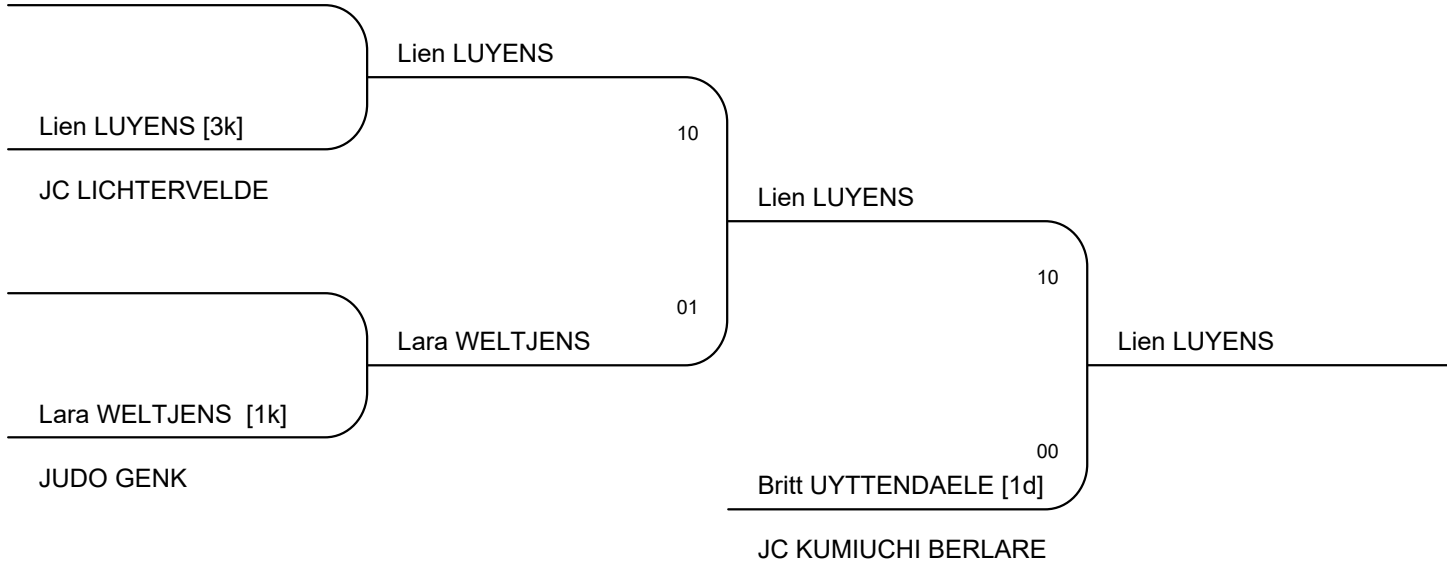 Lien LUYENS
Lien LUYENS [3k]
10
JC LICHTERVELDE
Lien LUYENS
10
01
Lara WELTJENS
Lien LUYENS
Lara WELTJENS  [1k]
00
JUDO GENK
Britt UYTTENDAELE [1d]
JC KUMIUCHI BERLARE